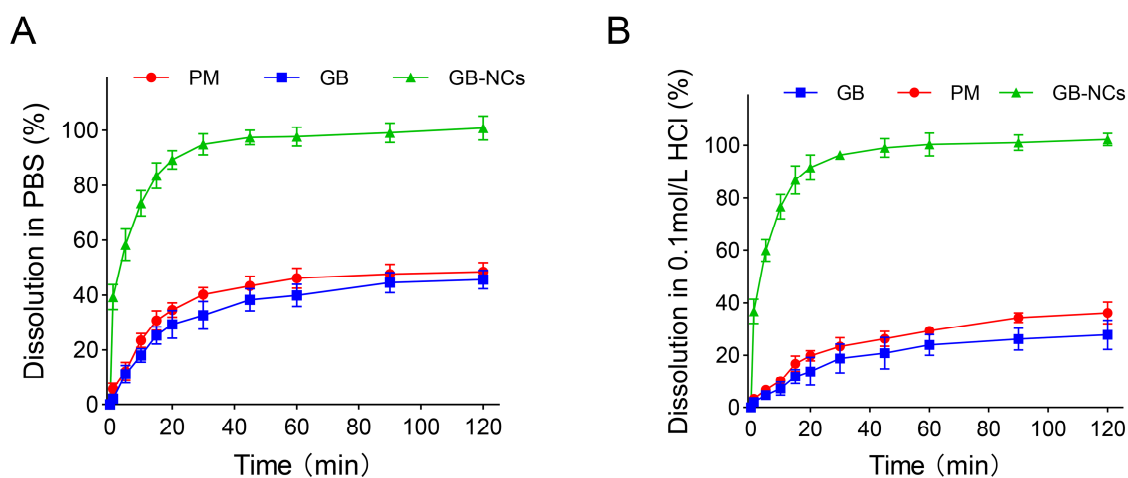 A
PM GB GB-NCs
Dissolution in PBS (%)
100
80
60
40
20
0
0 20 40 60 80 100 120
Time (min)
B
GB PM GB-NCs
Dissolution in 0.1mol/L HCl (%)
100
80
60
40
20
0
0 20 40 60 80 100 120
Time (min)